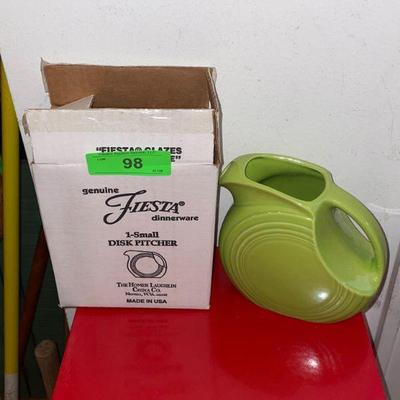 "FIESTA® GLAZES
98
genuine
FIESTA®
dinnerware
1-Small
DISK PITCHER
THE HOMER LAUGHLIN
CHINA CO.
MADE IN USA